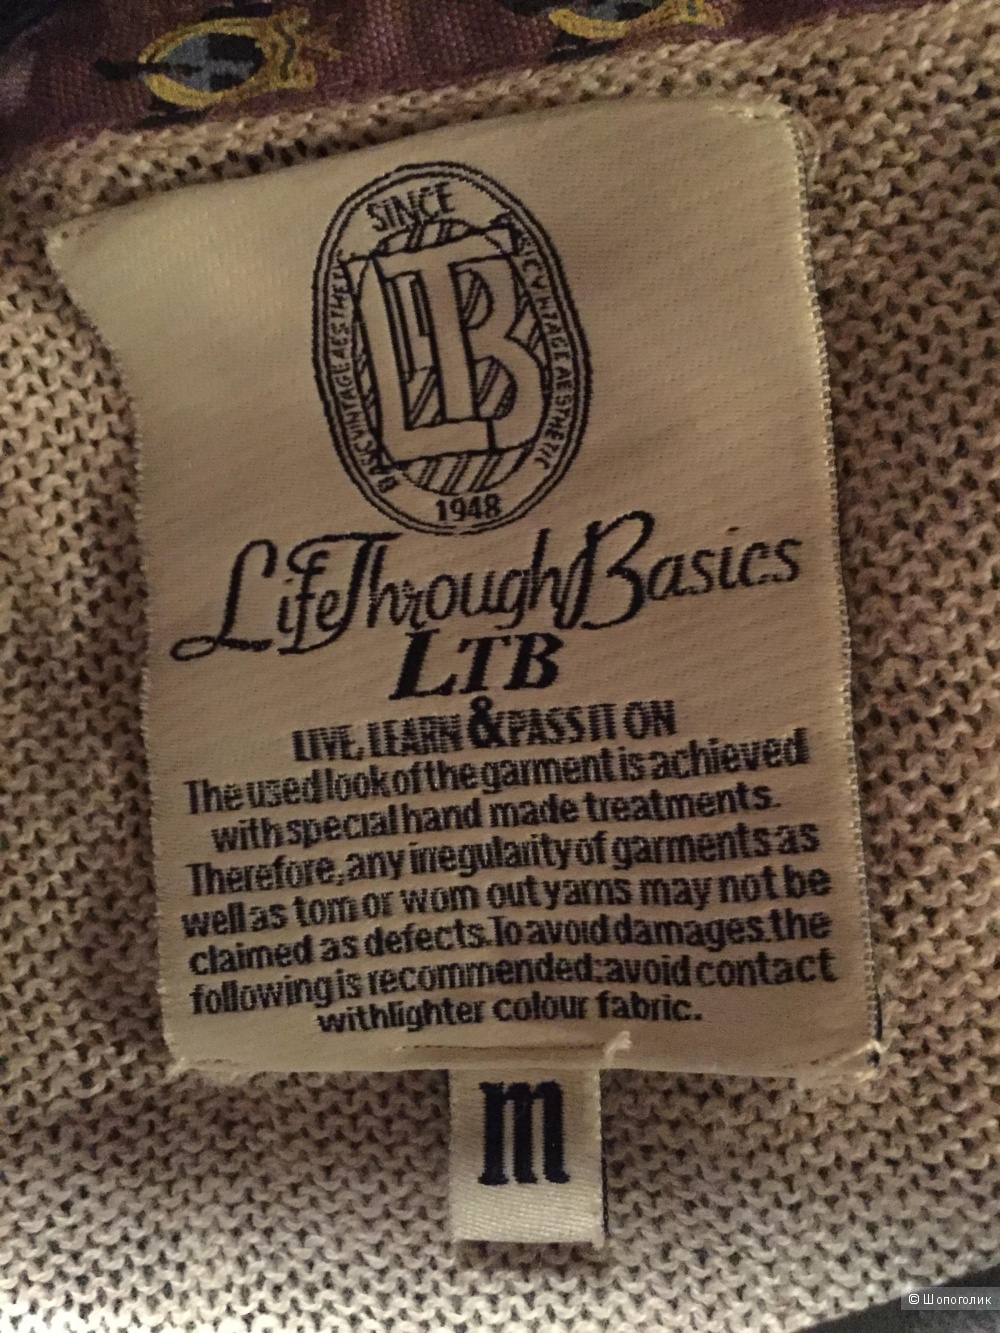 SINCE
LTB
BASIC VINTAGE AESTHETIC
VINTAGE AESTHETIC
1948
LifeThroughBasics
LTB
LIVE, LEARN & PASS IT ON
The used look of the garment is achieved
with special hand made treatments.
Therefore, any irregularity of garments as
well as torn or worn out yarns may not be
claimed as defects. To avoid damages the
following is recommended: avoid contact
with lighter colour fabric.
m
© Шопоголик